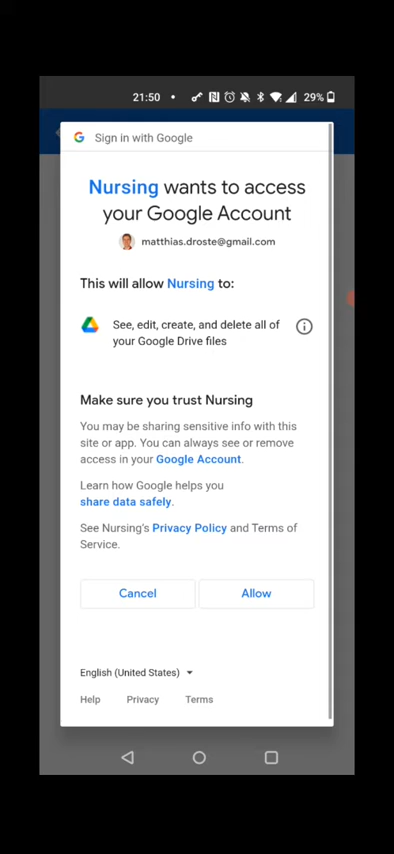 21:50 • 29%
Sign in with Google
Nursing wants to access
your Google Account
matthias.droste@gmail.com
This will allow Nursing to:
See, edit, create, and delete all of
your Google Drive files
Make sure you trust Nursing
You may be sharing sensitive info with this
site or app. You can always see or remove
access in your Google Account.
Learn how Google helps you
share data safely.
See Nursing's Privacy Policy and Terms of
Service.
Cancel Allow
English (United States)
Help Privacy Terms